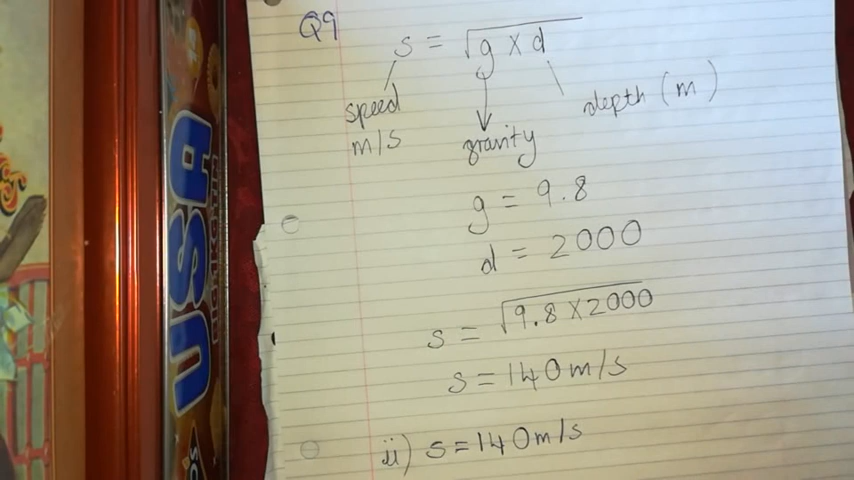 Q9
s = √g × d
speed
m/s
gravity
depth (m)
g = 9.8
d = 2000
s = √9.8 × 2000
s = 140 m/s
ii) s = 140 m/s
USA